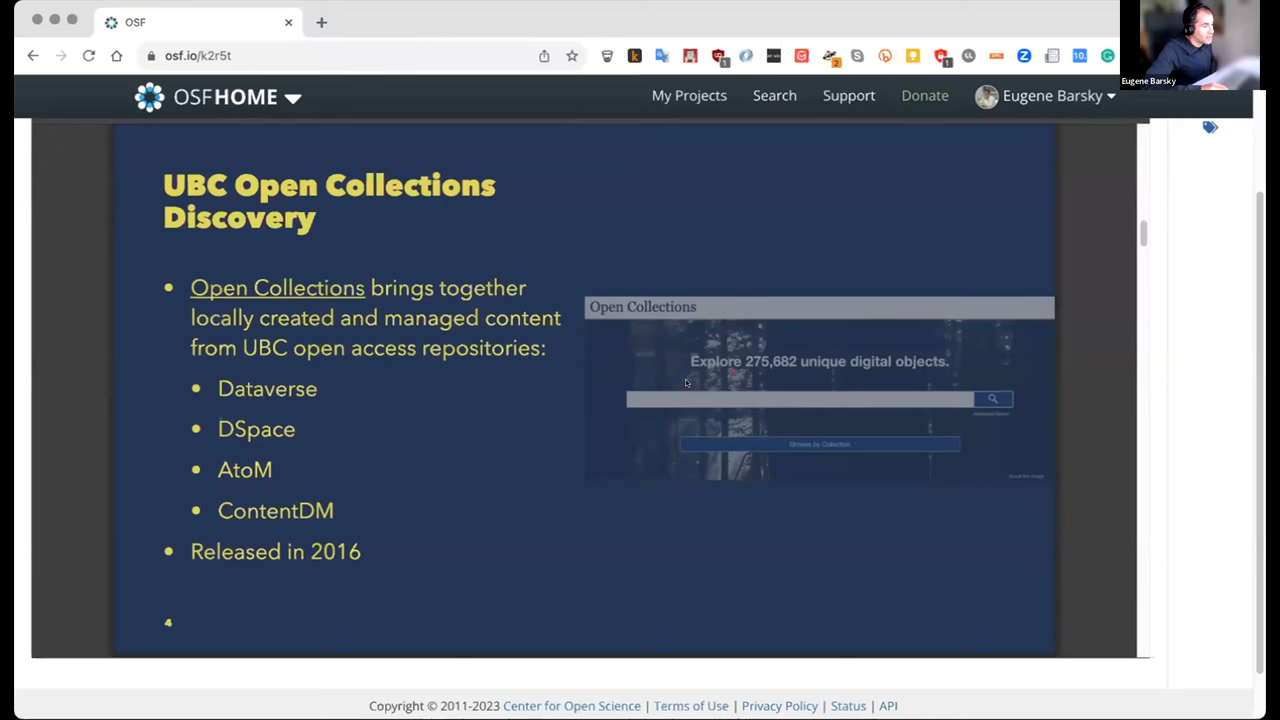 OSF
osf.io/k2r5t
Eugene Barsky
OSFHOME
My Projects
Search
Support
Donate
Eugene Barsky
UBC Open Collections
Discovery
Open Collections brings together
locally created and managed content
from UBC open access repositories:
Dataverse
DSpace
AtoM
ContentDM
Released in 2016
4
Open Collections
Explore 275,682 unique digital objects.
Browse by Collection
Copyright © 2011-2023 Center for Open Science | Terms of Use | Privacy Policy | Status | API